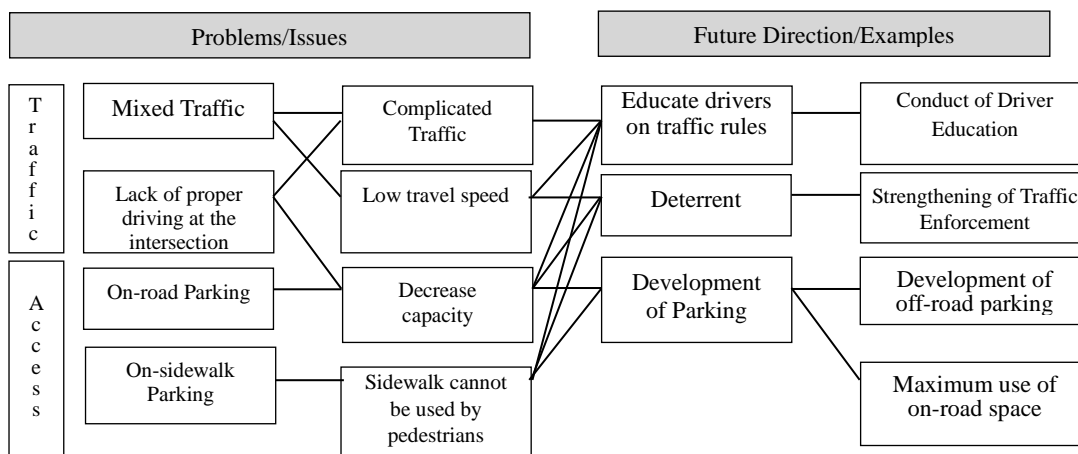 Problems/Issues
Future Direction/Examples
Traffic
Mixed Traffic
Complicated
Traffic
Educate drivers
on traffic rules
Conduct of Driver
Education
Lack of proper
driving at the
intersection
Low travel speed
Deterrent
Strengthening of Traffic
Enforcement
Access
On-road Parking
Decrease
capacity
Development
of Parking
Development of
off-road parking
On-sidewalk
Parking
Sidewalk cannot
be used by
pedestrians
Maximum use of
on-road space